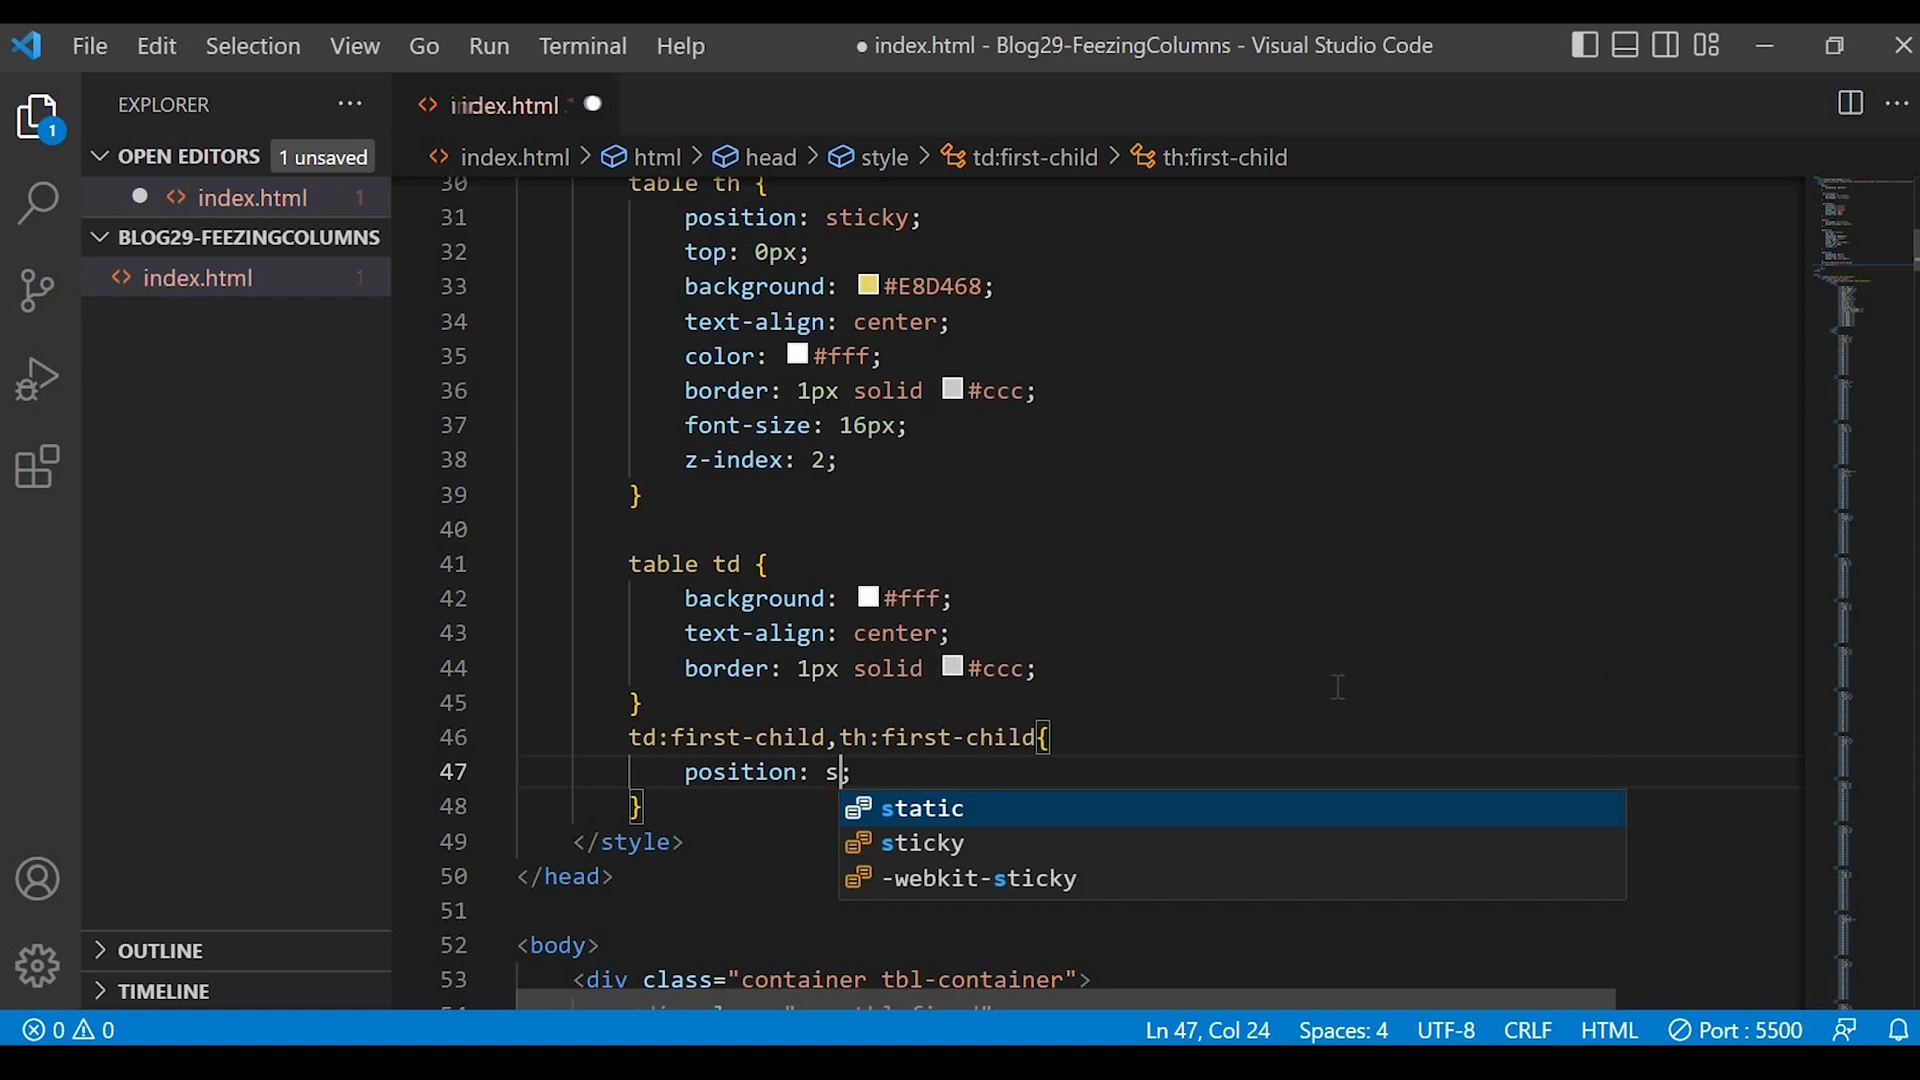 File Edit Selection View Go Run Terminal Help ● index.html - Blog29-FeezingColumns - Visual Studio Code
EXPLORER ···
index.html
OPEN EDITORS 1 unsaved
index.html > html > head > style > td:first-child > th:first-child
● index.html 1
BLOG29-FEEZINGCOLUMNS
index.html 1
30 table th {
31 position: sticky;
32 top: 0px;
33 background: #E8D468;
34 text-align: center;
35 color: #fff;
36 border: 1px solid #ccc;
37 font-size: 16px;
38 z-index: 2;
39 }
40
41 table td {
42 background: #fff;
43 text-align: center;
44 border: 1px solid #ccc;
45 }
46 td:first-child,th:first-child{
47 position: s;
48 }
static
sticky
-webkit-sticky
49 </style>
50 </head>
51
52 <body>
53 <div class="container tbl-container">
OUTLINE
TIMELINE
0 0 Ln 47, Col 24 Spaces: 4 UTF-8 CRLF HTML Port : 5500